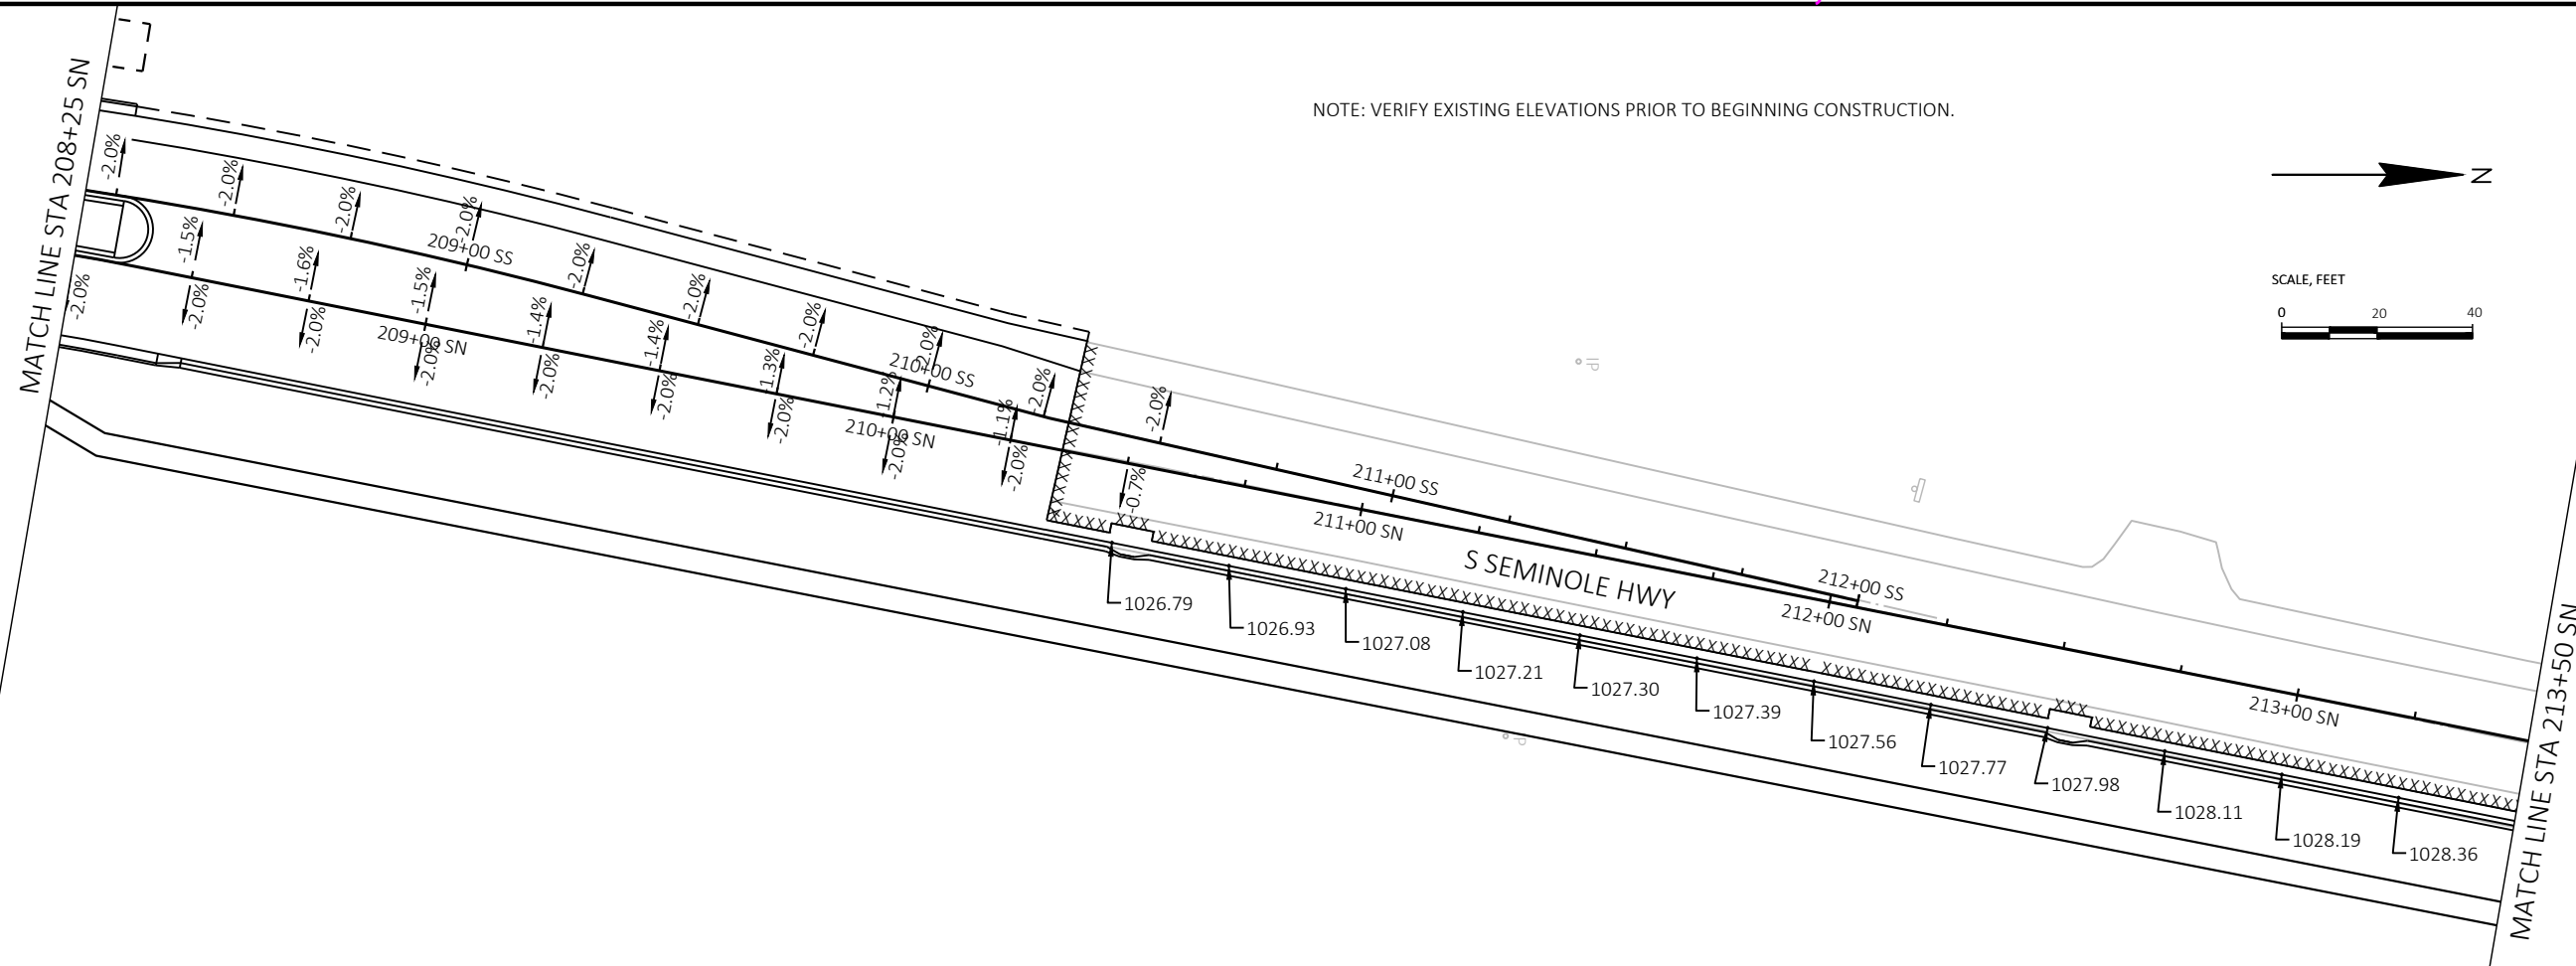 NOTE: VERIFY EXISTING ELEVATIONS PRIOR TO BEGINNING CONSTRUCTION.
N
SCALE, FEET
0 20 40
MATCH LINE STA 208+25 SN
-2.0%
-2.0%
-2.0%
-2.0%
-2.0%
-2.0%
-2.0%
-2.0%
-2.0%
-2.0%
209+00 SS
210+00 SS
211+00 SS
212+00 SS
-1.5%
-1.6%
-1.5%
-1.4%
-1.4%
-1.3%
-1.2%
-1.1%
-2.0%
-2.0%
-2.0%
-2.0%
-2.0%
-2.0%
-2.0%
-2.0%
-2.0%
-0.7%
209+00 SN
210+00 SN
211+00 SN
212+00 SN
213+00 SN
S SEMINOLE HWY
IP
P
1026.79
1026.93
1027.08
1027.21
1027.30
1027.39
1027.56
1027.77
1027.98
1028.11
1028.19
1028.36
MATCH LINE STA 213+50 SN